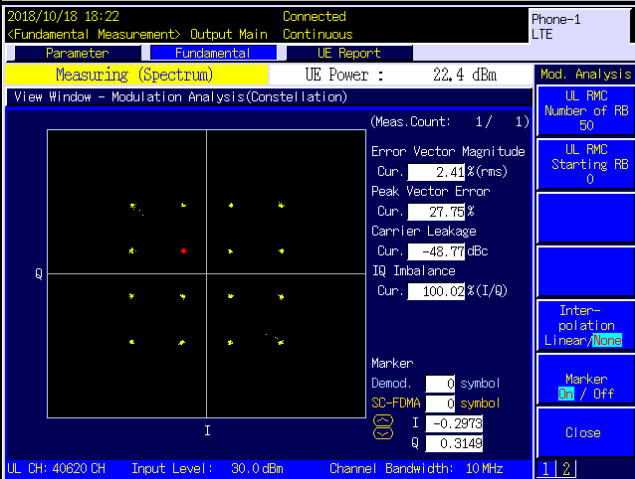 2018/10/18 18:22 Connected Phone-1
<Fundamental Measurement> Output Main Continuous LTE
Parameter Fundamental UE Report
Measuring (Spectrum) UE Power : 22.4 dBm Mod. Analysis
View Window - Modulation Analysis(Constellation)
UL RMC
Number of RB
50
(Meas.Count: 1/ 1)
Error Vector Magnitude
Cur. 2.41 %(rms)
UL RMC
Starting RB
0
Peak Vector Error
Cur. 27.75 %
Carrier Leakage
Cur. -48.77 dBc
IQ Imbalance
Cur. 100.02 %(I/Q)
Q
I
Inter-
polation
Linear/None
Marker
Demod. 0 symbol
SC-FDMA 0 symbol
I -0.2973
Q 0.3149
Marker
On / Off
Close
UL CH: 40620 CH Input Level: 30.0 dBm Channel Bandwidth: 10 MHz 1 2